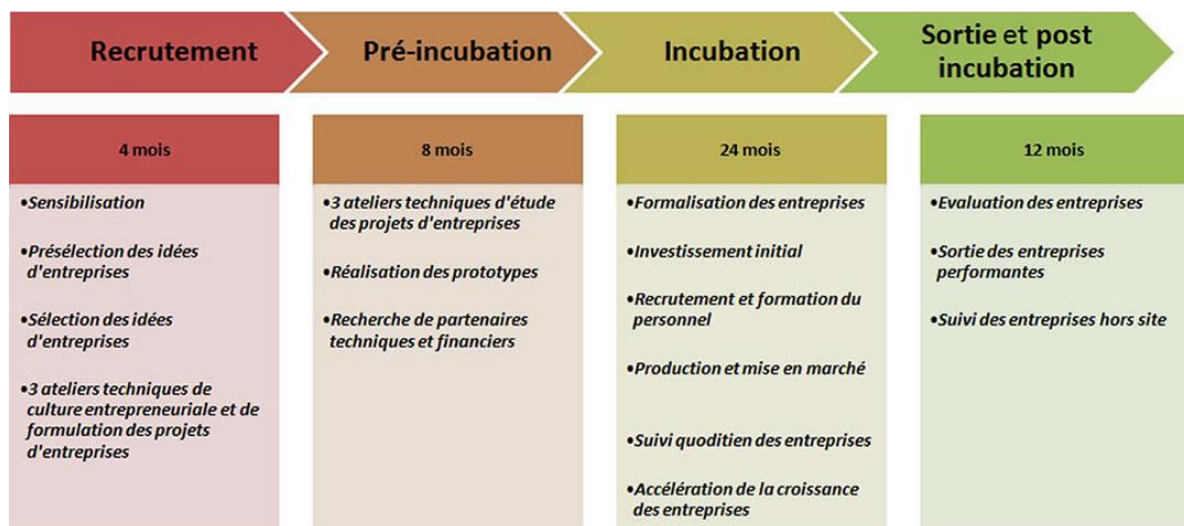 Recrutement
Pré-incubation
Incubation
Sortie et post
incubation
4 mois
•Sensibilisation
•Présélection des idées
d'entreprises
•Sélection des idées
d'entreprises
•3 ateliers techniques de
culture entrepreneuriale et de
formulation des projets
d'entreprises
8 mois
•3 ateliers techniques d'étude
des projets d'entreprises
•Réalisation des prototypes
•Recherche de partenaires
techniques et financiers
24 mois
•Formalisation des entreprises
•Investissement initial
•Recrutement et formation du
personnel
•Production et mise en marché
•Suivi quoditien des entreprises
•Accélération de la croissance
des entreprises
12 mois
•Evaluation des entreprises
•Sortie des entreprises
performantes
•Suivi des entreprises hors site